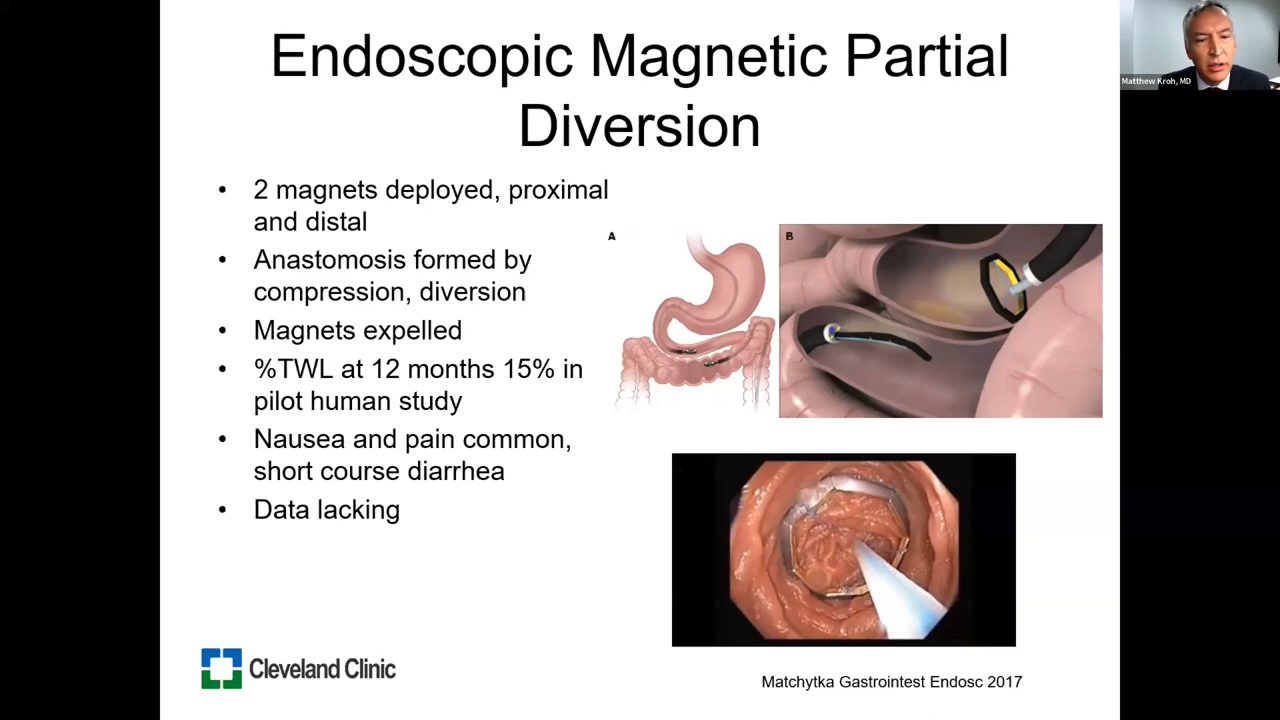 Endoscopic Magnetic Partial
Diversion
Matthew Kroh, MD
• 2 magnets deployed, proximal
and distal
• Anastomosis formed by
compression, diversion
• Magnets expelled
• %TWL at 12 months 15% in
pilot human study
• Nausea and pain common,
short course diarrhea
• Data lacking
A
B
Cleveland Clinic
Matchytka Gastrointest Endosc 2017